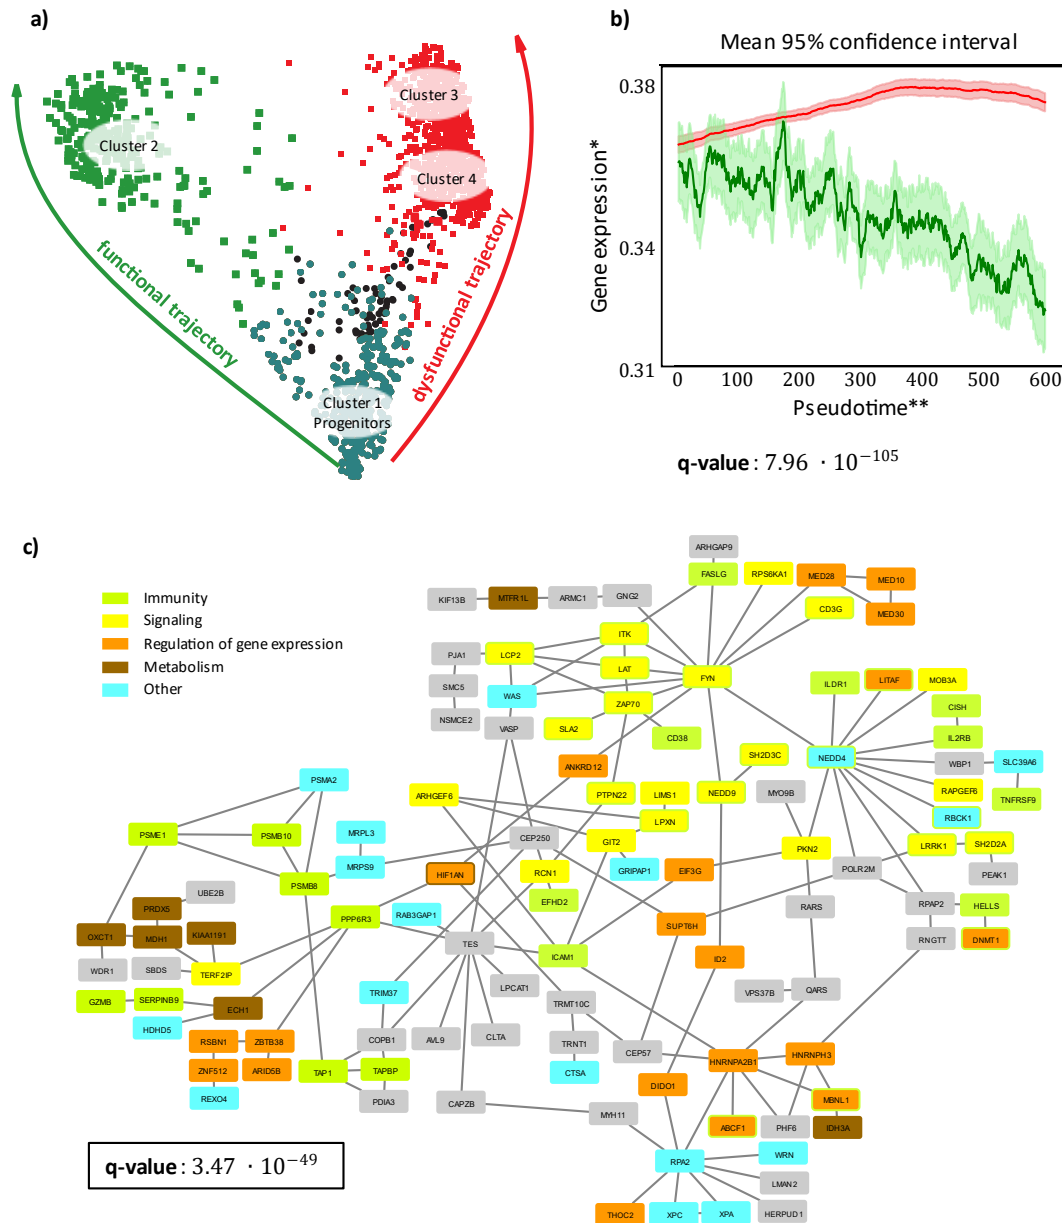 a)
Cluster 3
Cluster 2
Cluster 4
functional trajectory
dysfunctional trajectory
Cluster 1
Progenitors
b)
Mean 95% confidence interval
Gene expression*
0.38
0.34
0.31
0 100 200 300 400 500 600
Pseudotime**
q-value : 7.96 · 10⁻¹⁰⁵
c)
Immunity
Signaling
Regulation of gene expression
Metabolism
Other
ARHGAP9
FASLG RPS6KA1 MED28 MED10
KIF13B MTFR1L ARMC1 GNG2
CD3G MED30
ITK
PJA1 LCP2 LAT
FYN
SMC5 WAS ZAP70
ILDR1 LITAF MOB3A
NSMCE2 VASP SLA2
CD38
CISH
IL2RB
ANKRD12
SH2D3C NEDD4 WBP1 SLC39A6
PSMA2
ARHGEF6 PTPN22 LIMS1 NEDD9 MYO9B RAPGEF6 TNFRSF9
LPXN RBCK1
PSME1 PSMB10 MRPL3
CEP250 GIT2 PKN2 LRRK1 SH2D2A
MRPS9
HIF1AN RCN1 GRIPAP1 EIF3G POLR2M PEAK1
PSMB8
UBE2B
EFHD2
PRDX5 PPP6R3 RAB3GAP1 SUPT6H RARS RPAP2 HELLS
OXCT1 MDH1 KIAA1191
TES ICAM1 RNGTT DNMT1
WDR1 SBDS TERF2IP
ID2
GZMB SERPINB9 ECH1
TRIM37 LPCAT1 TRMT10C VPS37B QARS
HDHD5
RSBN1 ZBTB38 COPB1 AVL9 CLTA TRNT1 CEP57 HNRNPA2B1 HNRNPH3
ZNF512 ARID5B TAP1 TAPBP CTSA
DIDO1
REXO4 PDIA3 CAPZB MYH11 MBNL1
ABCF1 PHF6 IDH3A
RPA2 WRN
LMAN2
THOC2 XPC XPA HERPUD1
q-value : 3.47 · 10⁻⁴⁹